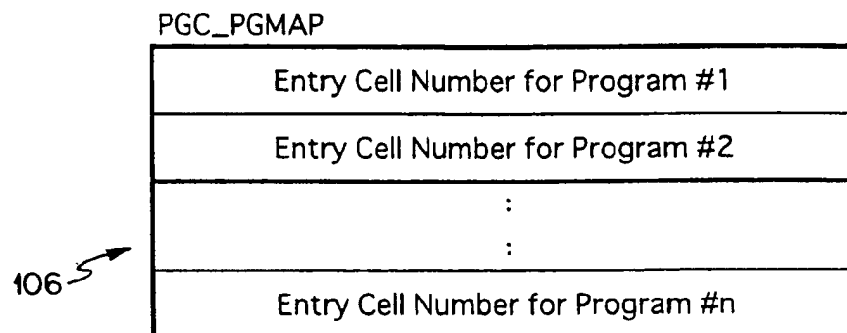 PGC_PGMAP
Entry Cell Number for Program #1
Entry Cell Number for Program #2
:
:
106
Entry Cell Number for Program #n